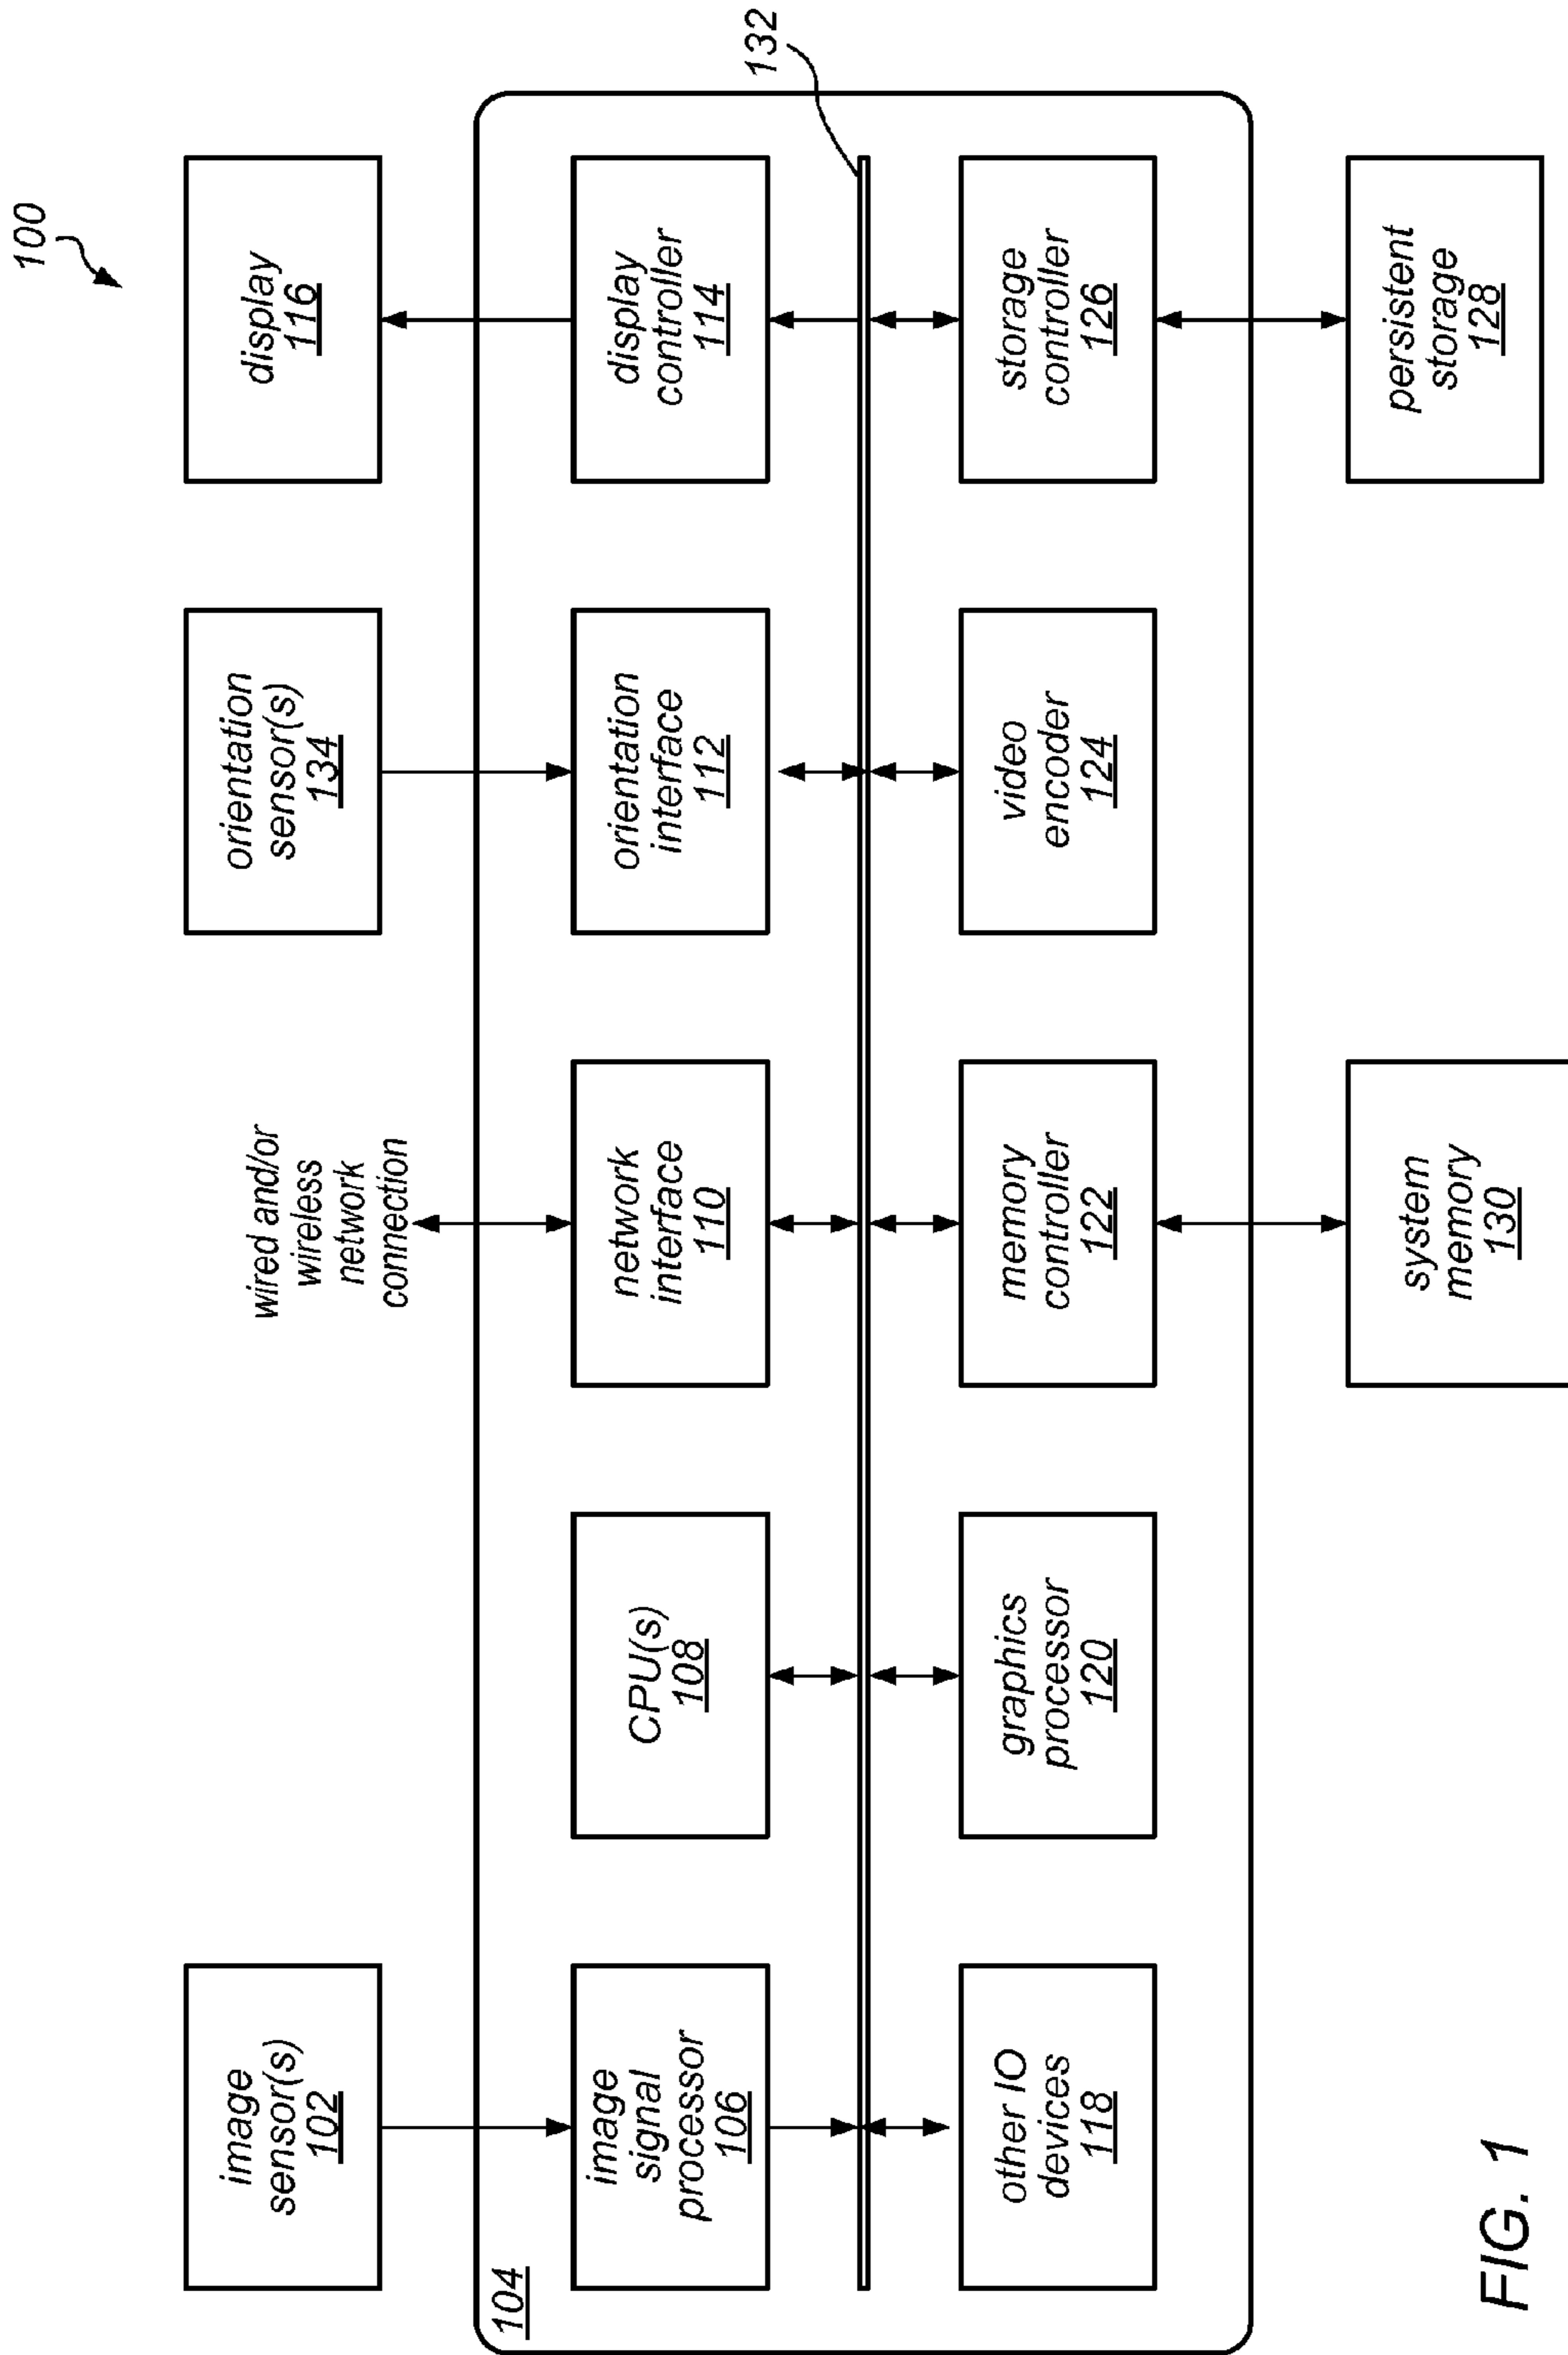 100
image
sensor(s)
102
wired and/or
wireless
network
connection
orientation
sensor(s)
134
display
116
104
image
signal
processor
106
CPU(s)
108
network
interface
110
orientation
interface
112
display
controller
114
132
other IO
devices
118
graphics
processor
120
memory
controller
122
video
encoder
124
storage
controller
126
system
memory
130
persistent
storage
128
FIG. 1